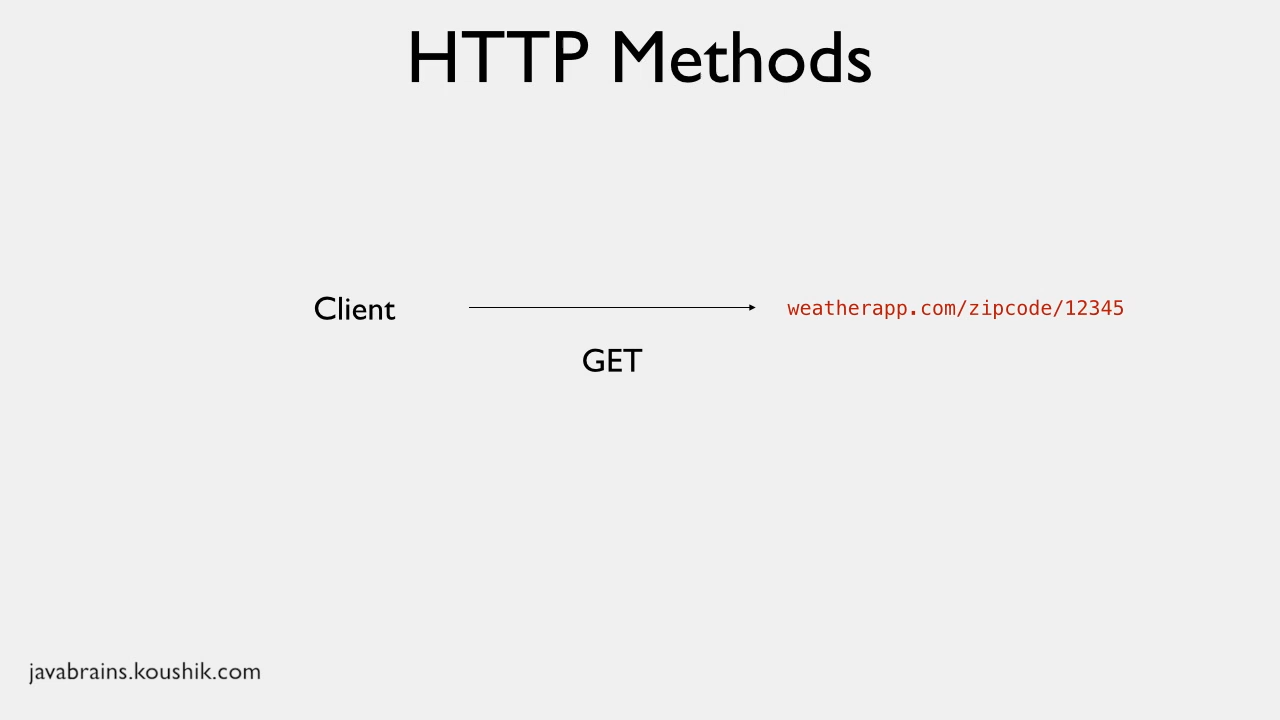 HTTP Methods
Client
weatherapp.com/zipcode/12345
GET
javabrains.koushik.com